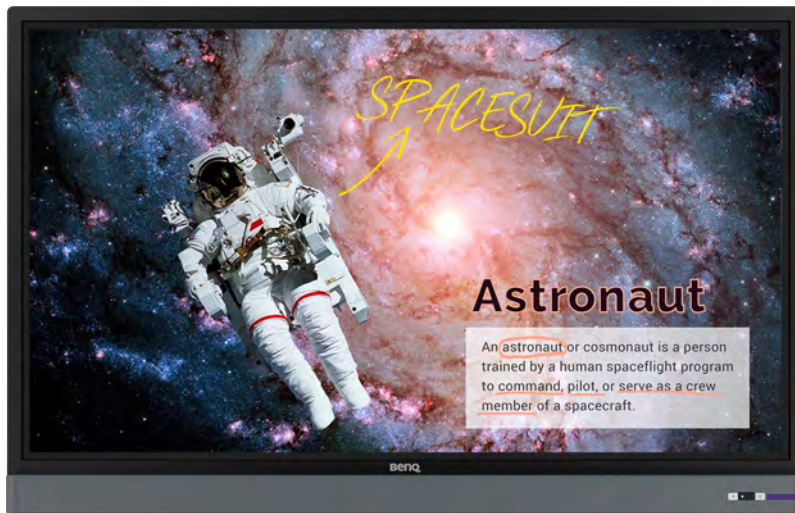 SPACESUIT
Astronaut
An astronaut or cosmonaut is a person
trained by a human spaceflight program
to command, pilot, or serve as a crew
member of a spacecraft.
BenQ